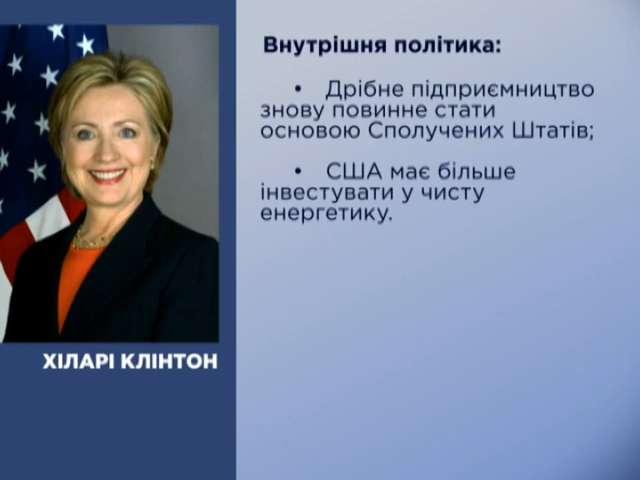 Внутрішня політика:
• Дрібне підприємництво
знову повинне стати
основою Сполучених Штатів;
• США має більше
інвестувати у чисту
енергетику.
ХІЛАРІ КЛІНТОН